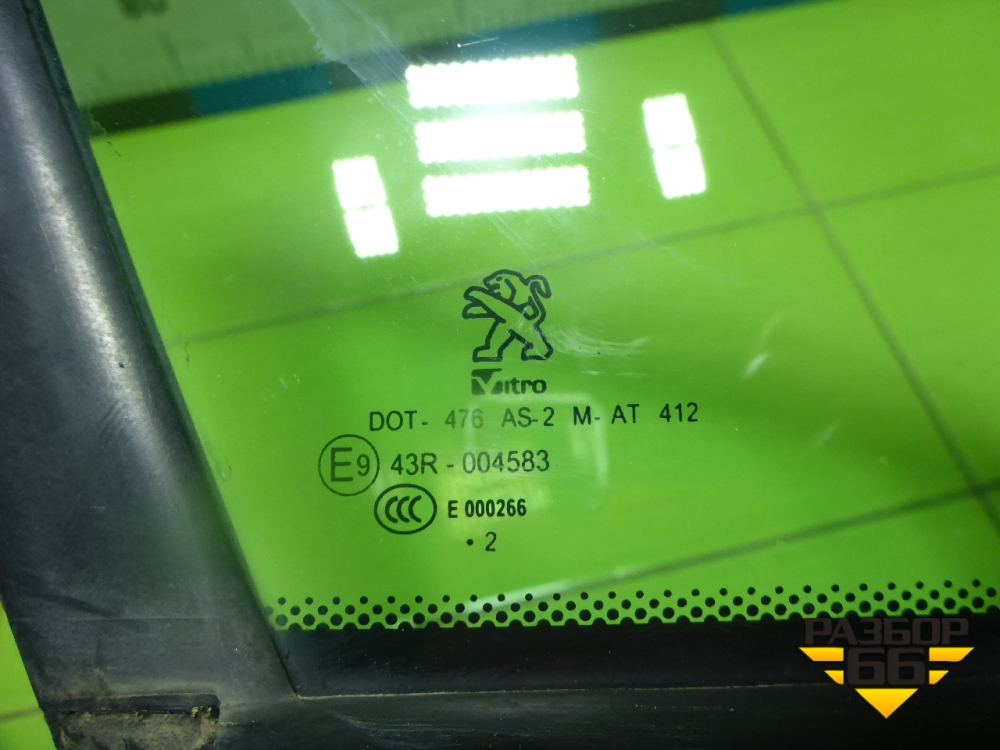 Vitro
DOT- 476 AS-2 M- AT 412
E9 43R - 004583
CCC E 000266
• 2
РАЗБОР
66